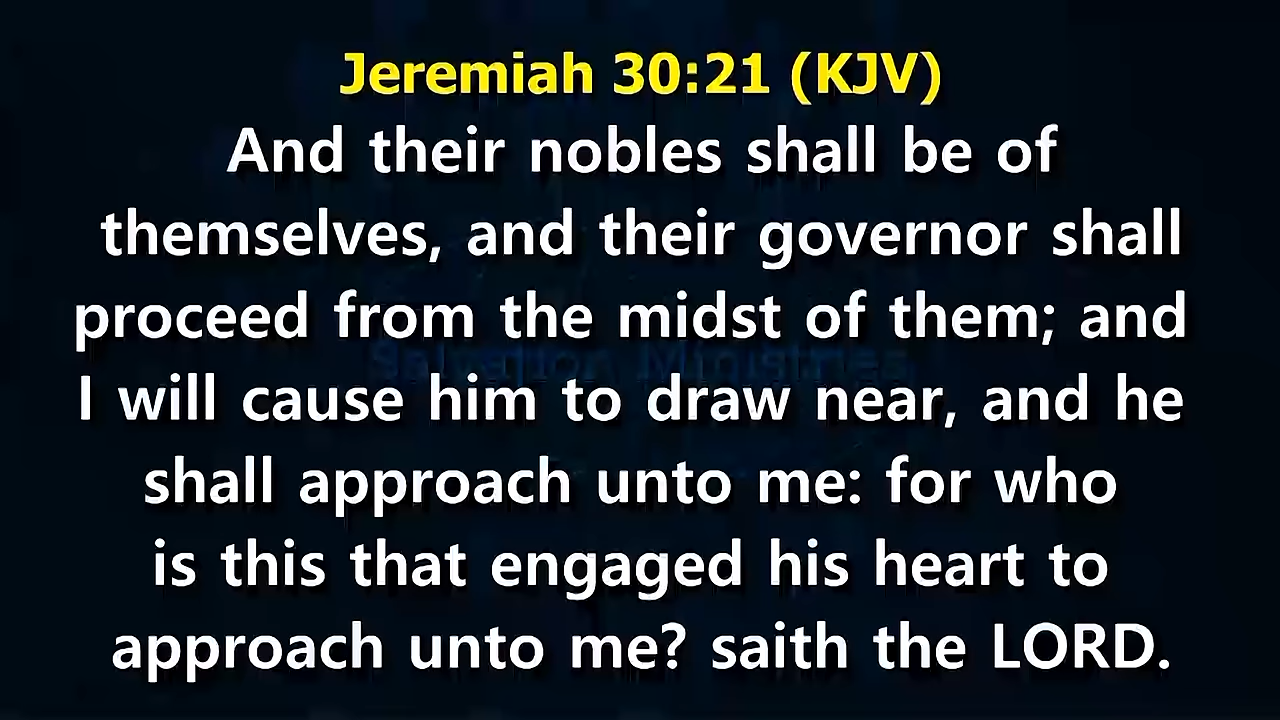 Jeremiah 30:21 (KJV)
And their nobles shall be of
themselves, and their governor shall
proceed from the midst of them; and
Salvation Ministries
I will cause him to draw near, and he
shall approach unto me: for who
is this that engaged his heart to
approach unto me? saith the LORD.